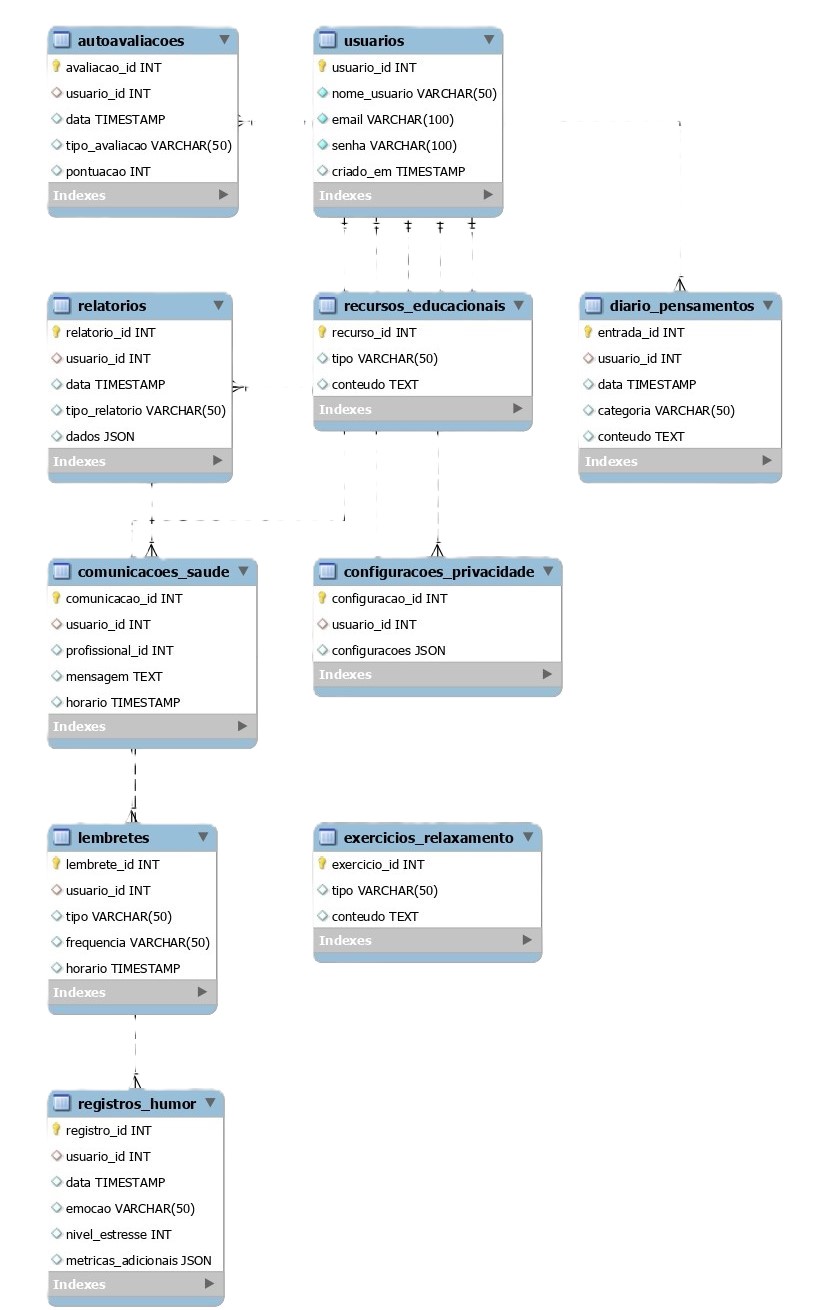 autoavaliacoes
avaliacao_id INT
usuario_id INT
data TIMESTAMP
tipo_avaliacao VARCHAR(50)
pontuacao INT
Indexes
usuarios
usuario_id INT
nome_usuario VARCHAR(50)
email VARCHAR(100)
senha VARCHAR(100)
criado_em TIMESTAMP
Indexes
relatorios
relatorio_id INT
usuario_id INT
data TIMESTAMP
tipo_relatorio VARCHAR(50)
dados JSON
Indexes
recursos_educacionais
recurso_id INT
tipo VARCHAR(50)
conteudo TEXT
Indexes
diario_pensamentos
entrada_id INT
usuario_id INT
data TIMESTAMP
categoria VARCHAR(50)
conteudo TEXT
Indexes
comunicacoes_saude
comunicacao_id INT
usuario_id INT
profissional_id INT
mensagem TEXT
horario TIMESTAMP
Indexes
configuracoes_privacidade
configuracao_id INT
usuario_id INT
configuracoes JSON
Indexes
lembretes
lembrete_id INT
usuario_id INT
tipo VARCHAR(50)
frequencia VARCHAR(50)
horario TIMESTAMP
Indexes
exercicios_relaxamento
exercicio_id INT
tipo VARCHAR(50)
conteudo TEXT
Indexes
registros_humor
registro_id INT
usuario_id INT
data TIMESTAMP
emocao VARCHAR(50)
nivel_estresse INT
metricas_adicionais JSON
Indexes